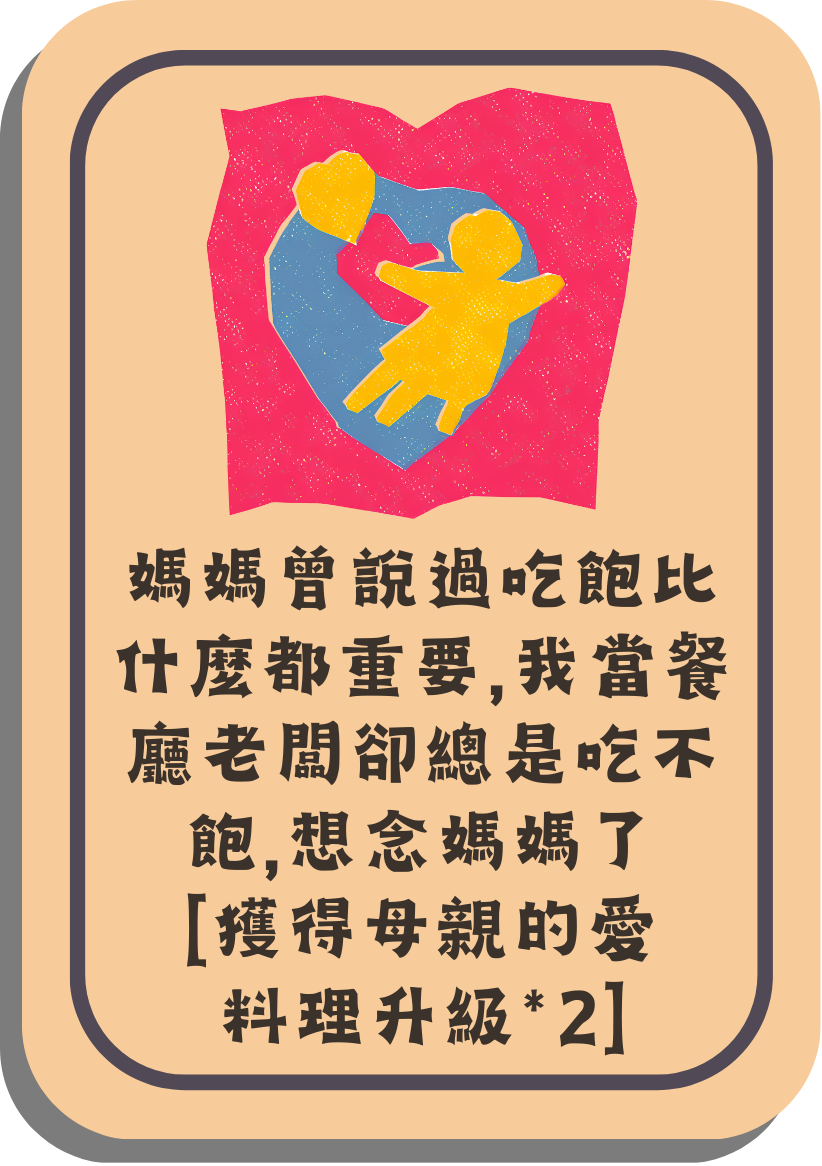 媽媽曾說過吃飽比
什麼都重要,我當餐
廳老闆卻總是吃不
飽,想念媽媽了
[獲得母親的愛
料理升級*2]